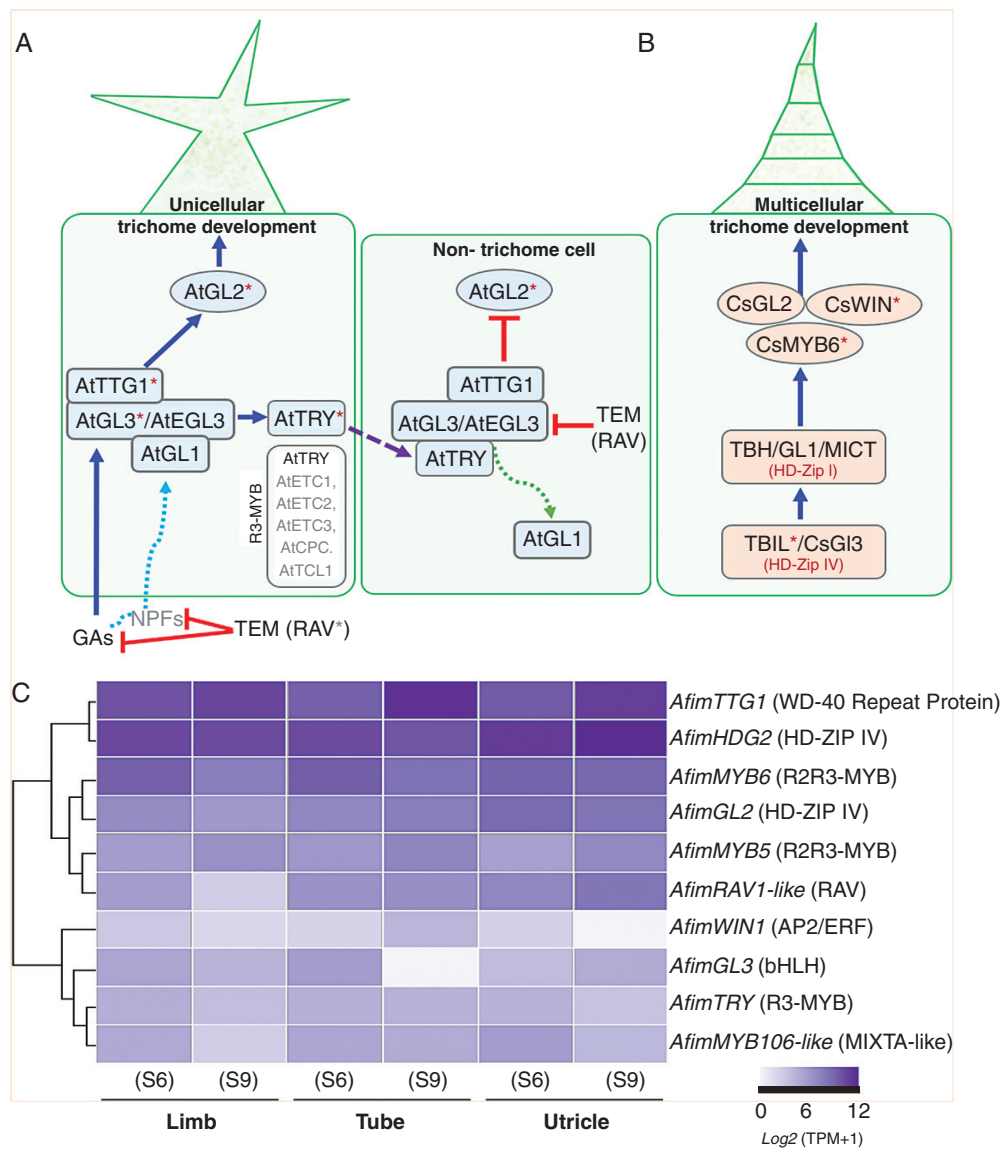 A
B
Unicellular
trichome development
AtGL2*
AtTTG1*
AtGL3*/AtEGL3
AtGL1
AtTRY*
R3-MYB
AtTRY
AtETC1,
AtETC2,
AtETC3,
AtCPC.
AtTCL1
GAs
NPFs
TEM (RAV*)
Non- trichome cell
AtGL2*
AtTTG1
AtGL3/AtEGL3
AtTRY
TEM
(RAV)
AtGL1
Multicellular
trichome development
CsGL2
CsWIN*
CsMYB6*
TBH/GL1/MICT
(HD-Zip I)
TBIL*/CsGl3
(HD-Zip IV)
C
AfimTTG1 (WD-40 Repeat Protein)
AfimHDG2 (HD-ZIP IV)
AfimMYB6 (R2R3-MYB)
AfimGL2 (HD-ZIP IV)
AfimMYB5 (R2R3-MYB)
AfimRAV1-like (RAV)
AfimWIN1 (AP2/ERF)
AfimGL3 (bHLH)
AfimTRY (R3-MYB)
AfimMYB106-like (MIXTA-like)
(S6) (S9) (S6) (S9) (S6) (S9)
Limb Tube Utricle
0 6 12
Log2 (TPM+1)